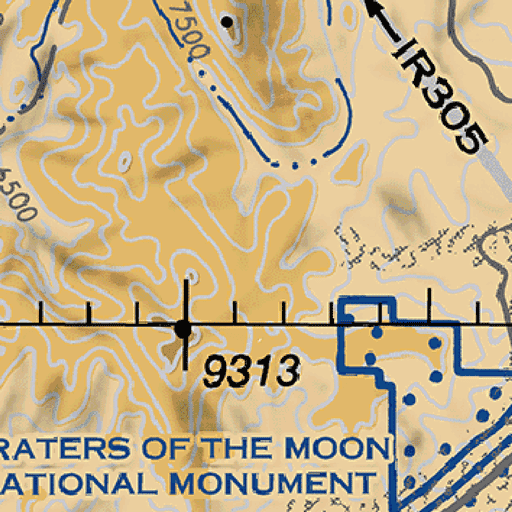 7500
IR305
6500
9313
RATERS OF THE MOON
ATIONAL MONUMENT